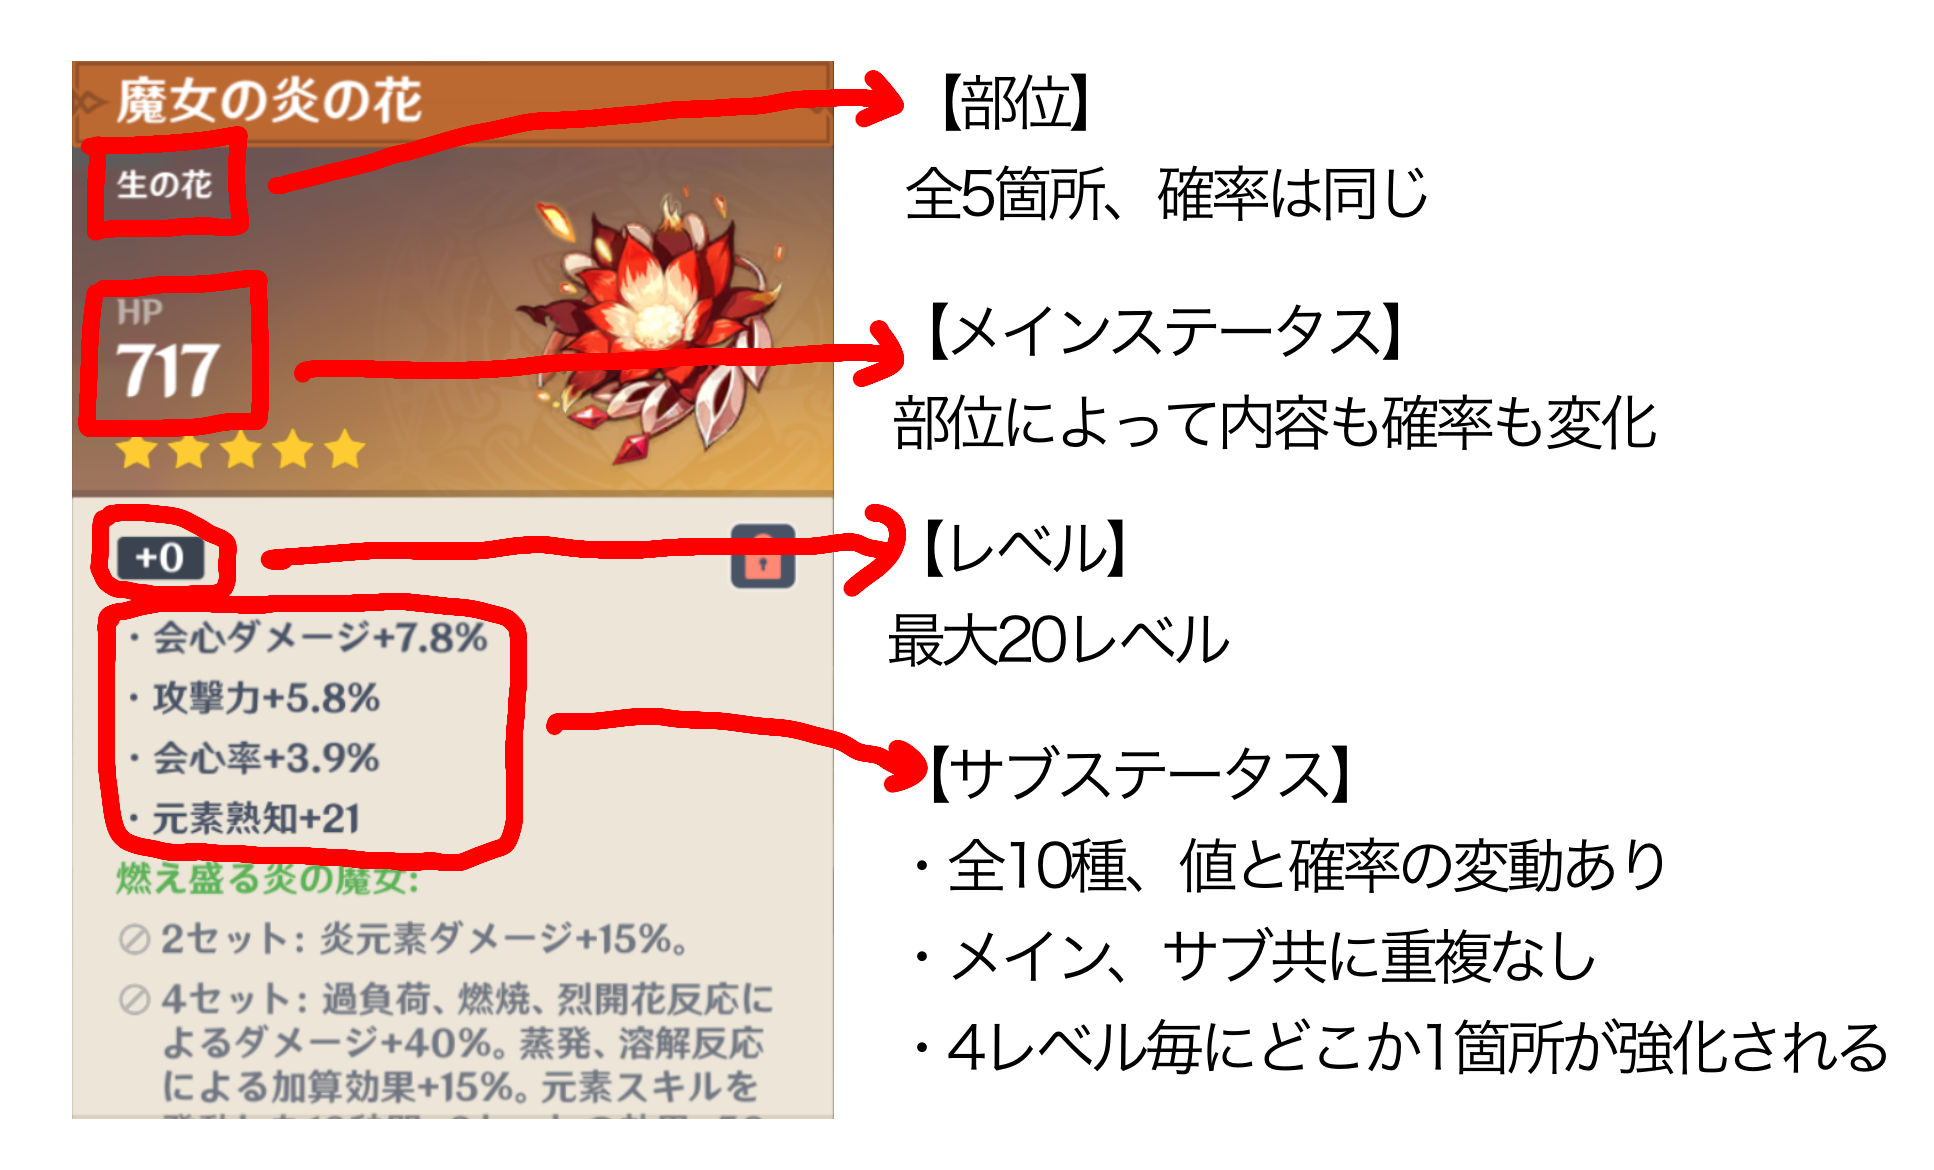 魔女の炎の花
生の花
HP
717
+0
・会心ダメージ+7.8%
・攻撃力+5.8%
・会心率+3.9%
・元素熟知+21
燃え盛る炎の魔女:
2セット: 炎元素ダメージ+15%。
4セット: 過負荷、燃焼、烈開花反応に
よるダメージ+40%。蒸発、溶解反応
による加算効果+15%。元素スキルを
【部位】
全5箇所、確率は同じ
【メインステータス】
部位によって内容も確率も変化
【レベル】
最大20レベル
【サブステータス】
・全10種、値と確率の変動あり
・メイン、サブ共に重複なし
・4レベル毎にどこか1箇所が強化される